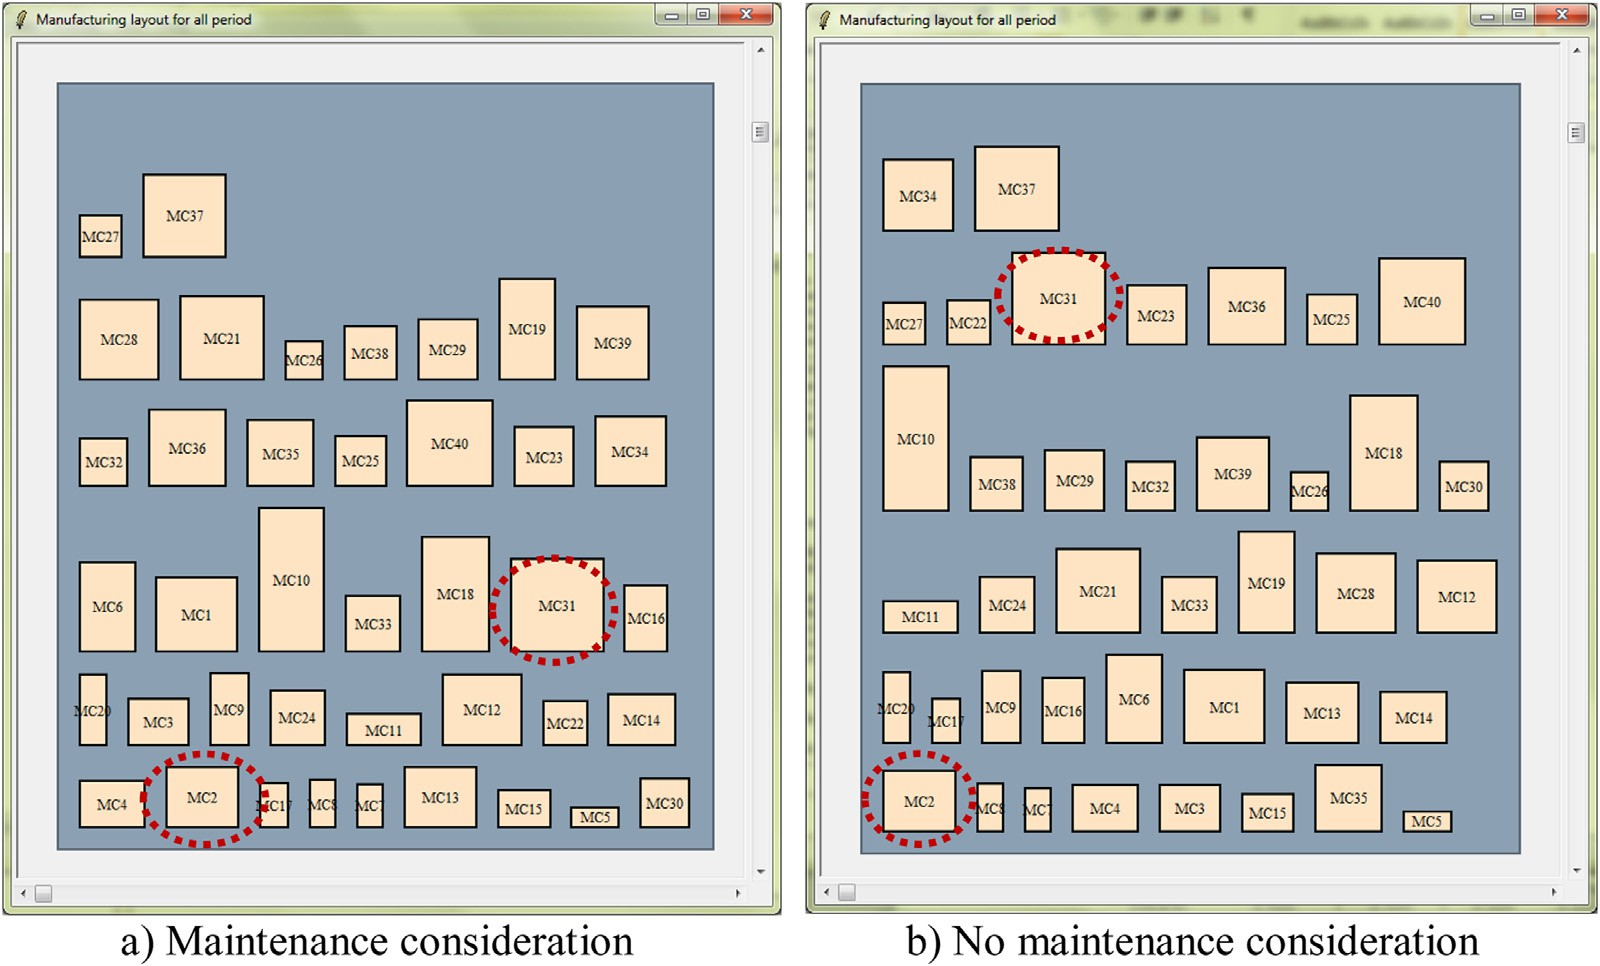 Manufacturing layout for all period
MC37
MC27
MC28 MC21 MC26 MC38 MC29 MC19 MC39
MC32 MC36 MC35 MC25 MC40 MC23 MC34
MC6 MC1 MC10 MC33 MC18 MC31 MC16
MC20 MC3 MC9 MC24 MC11 MC12 MC22 MC14
MC4 MC2 MC17 MC8 MC7 MC13 MC15 MC5 MC30
a) Maintenance consideration
Manufacturing layout for all period
MC34 MC37
MC27 MC22 MC31 MC23 MC36 MC25 MC40
MC10 MC38 MC29 MC32 MC39 MC26 MC18 MC30
MC11 MC24 MC21 MC33 MC19 MC28 MC12
MC20 MC17 MC9 MC16 MC6 MC1 MC13 MC14
MC2 MC8 MC7 MC4 MC3 MC15 MC35 MC5
b) No maintenance consideration